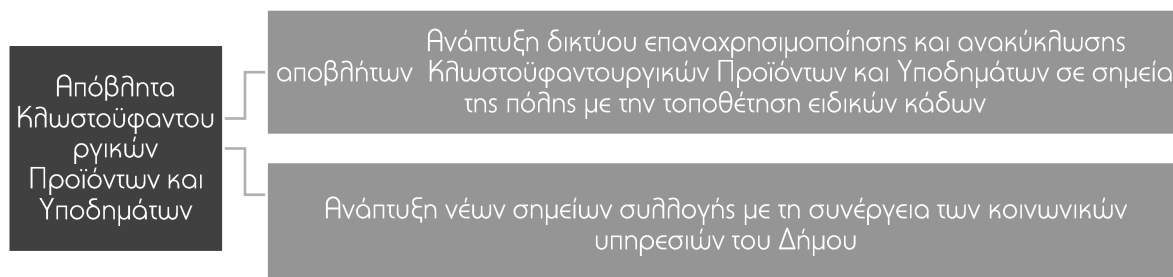 Απόβλητα
Κλωστοϋφαντου
ργικών
Προϊόντων και
Υποδημάτων
Ανάπτυξη δικτύου επαναχρησιμοποίησης και ανακύκλωσης
αποβλήτων Κλωστοϋφαντουργικών Προϊόντων και Υποδημάτων σε σημεία
της πόλης με την τοποθέτηση ειδικών κάδων
Ανάπτυξη νέων σημείων συλλογής με τη συνέργεια των κοινωνικών
υπηρεσιών του Δήμου